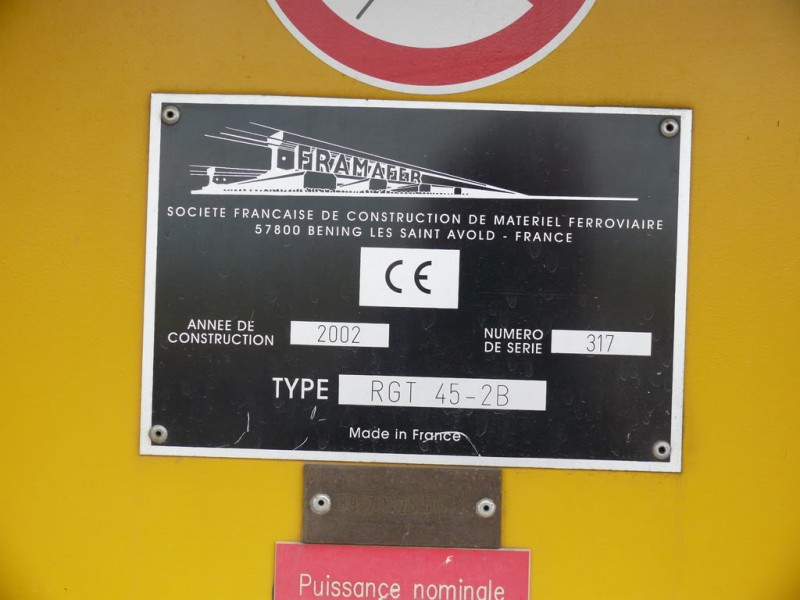 FRAMAFER
SOCIETE FRANCAISE DE CONSTRUCTION DE MATERIEL FERROVIAIRE
57800 BENING LES SAINT AVOLD - FRANCE
CE
ANNEE DE
CONSTRUCTION 2002
NUMERO
DE SERIE 317
TYPE RGT 45-2B
Made in France
Puissance nominale